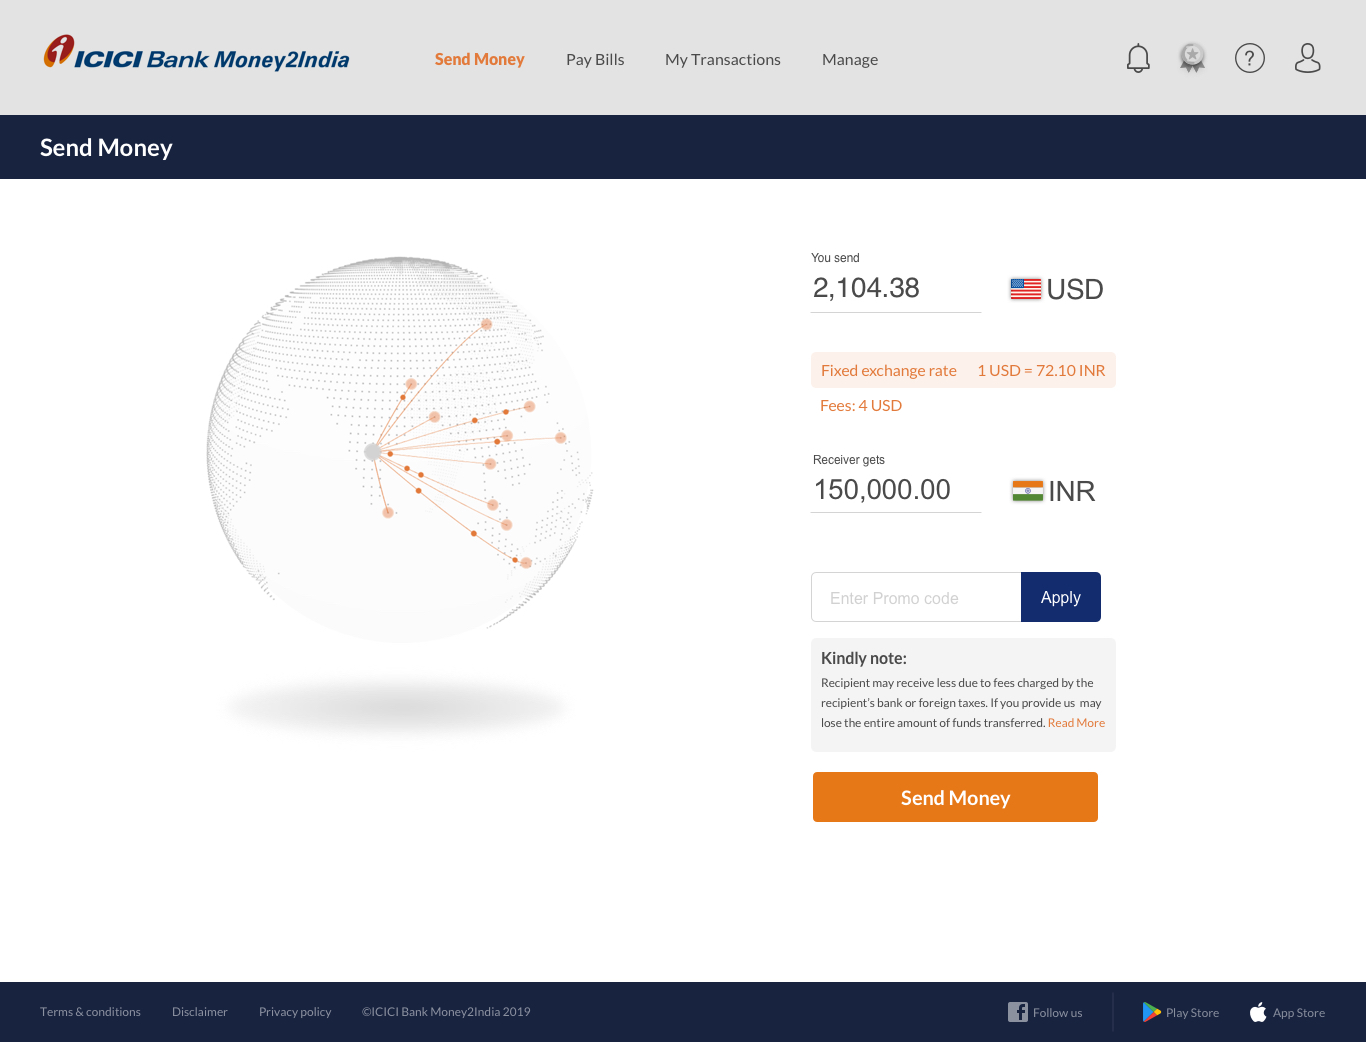 ICICI Bank Money2India
Send Money
Pay Bills
My Transactions
Manage
?
Send Money
You send
2,104.38
USD
Fixed exchange rate 1 USD = 72.10 INR
Fees: 4 USD
Receiver gets
150,000.00
INR
Enter Promo code
Apply
Kindly note:
Recipient may receive less due to fees charged by the
recipient's bank or foreign taxes. If you provide us may
lose the entire amount of funds transferred. Read More
Send Money
Terms & conditions
Disclaimer
Privacy policy
©ICICI Bank Money2India 2019
Follow us
Play Store
App Store